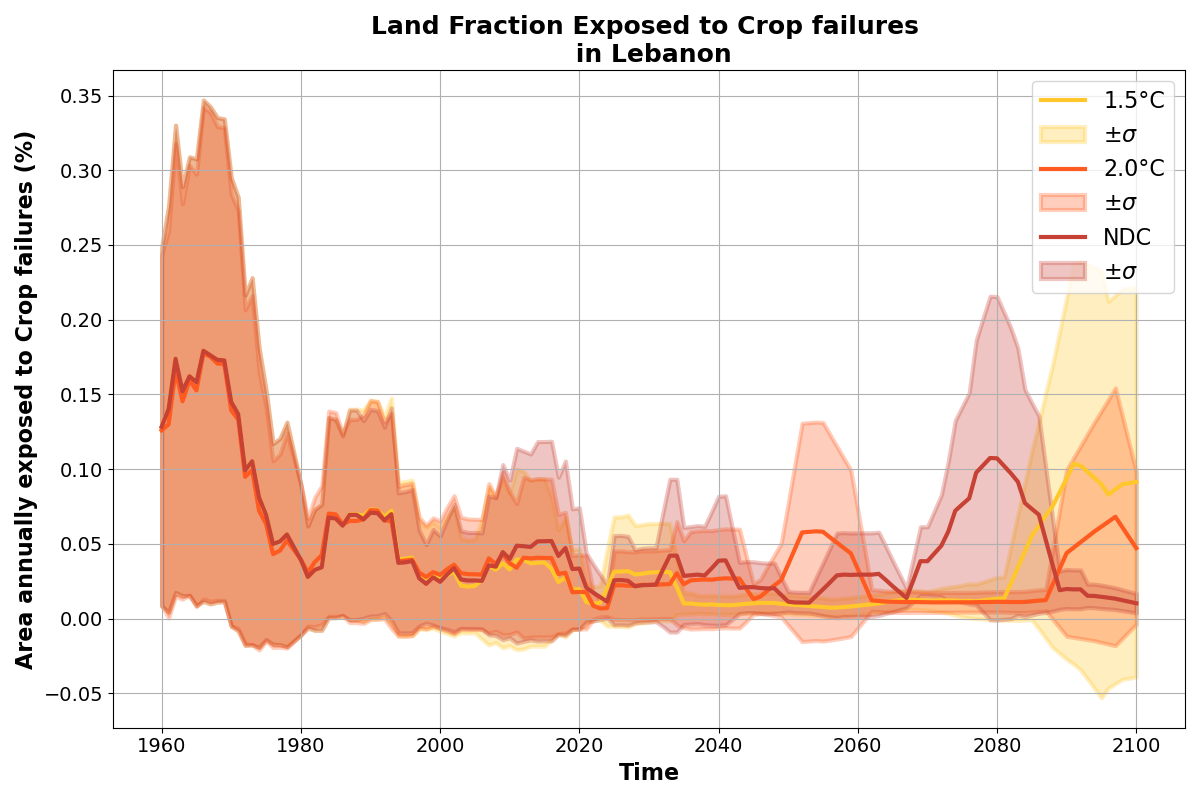 Land Fraction Exposed to Crop failures
in Lebanon
Area annually exposed to Crop failures (%)
0.35
0.30
0.25
0.20
0.15
0.10
0.05
0.00
−0.05
1.5°C
±σ
2.0°C
±σ
NDC
±σ
1960 1980 2000 2020 2040 2060 2080 2100
Time